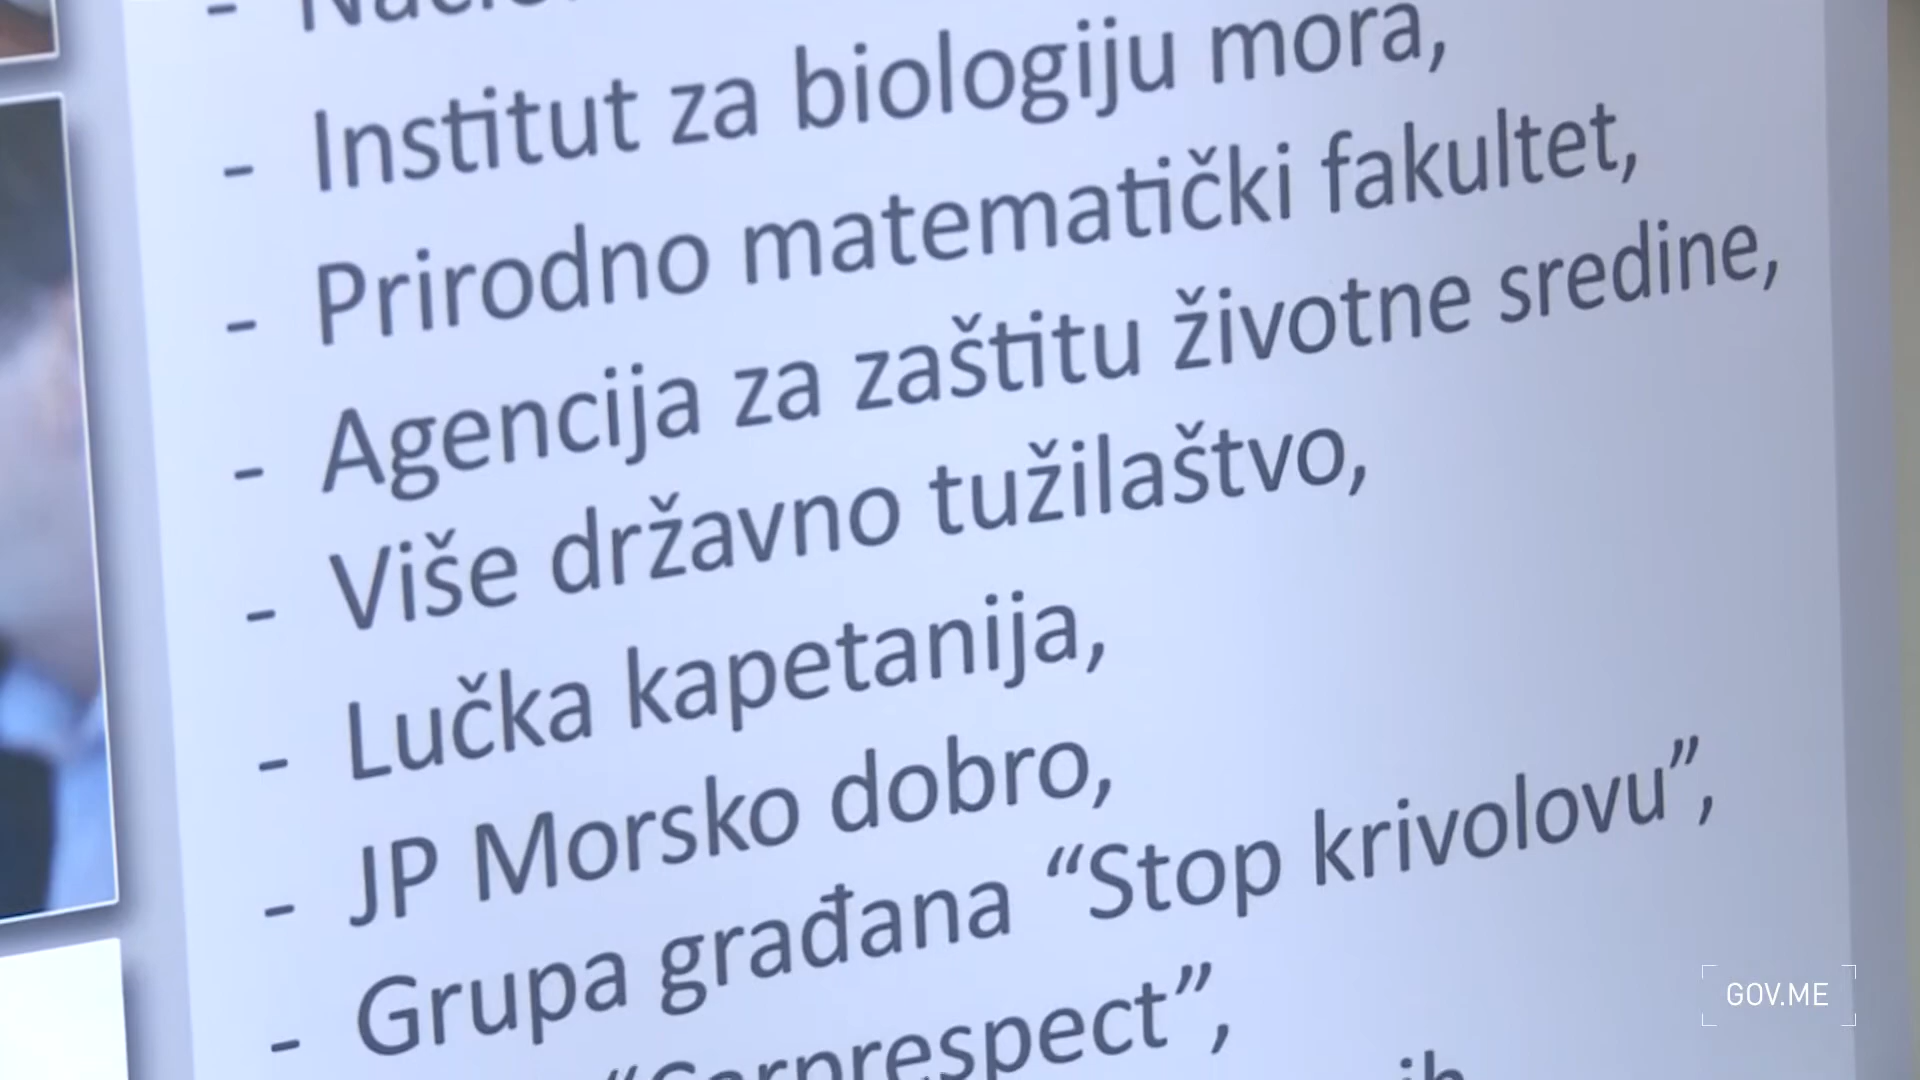 - Institut za biologiju mora,
- Prirodno matematički fakultet,
- Agencija za zaštitu životne sredine,
- Više državno tužilaštvo,
- Lučka kapetanija,
- JP Morsko dobro,
- Grupa građana “Stop krivolovu”,
GOV.ME